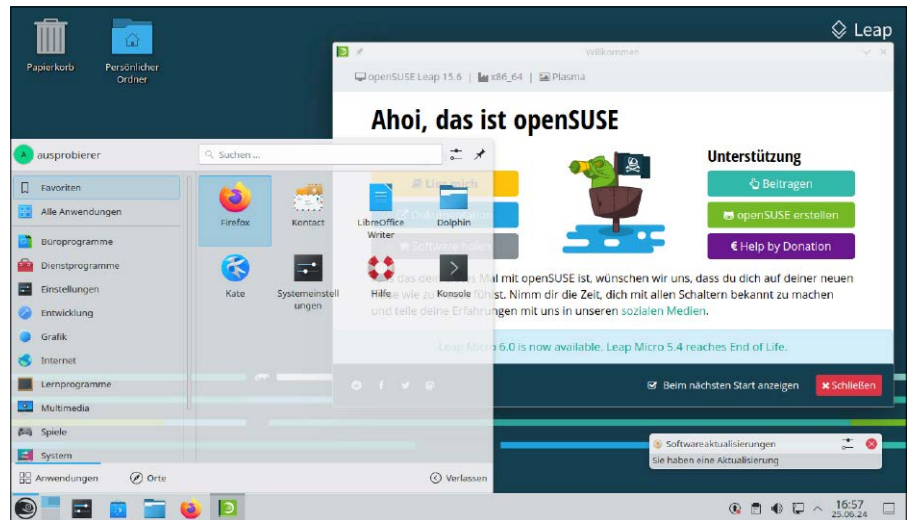 Leap
Papierkorb
Persönlicher
Ordner
Willkommen
openSUSE Leap 15.6 | x86_64 | Plasma
Ahoi, das ist openSUSE
A
ausprobierer
Suchen ...
Unterstützung
Lies mich
Beitragen
Favoriten
Alle Anwendungen
Dokumentation
openSUSE erstellen
Firefox
Kontact
LibreOffice
Writer
Dolphin
Software holen
Help by Donation
Büroprogramme
Dienstprogramme
Einstellungen
Kate
Systemeinstell
ungen
Hilfe
Konsole
Mal mit openSUSE ist, wünschen wir uns, dass du dich auf deiner neuen
Nimm dir die Zeit, dich mit allen Schaltern bekannt zu machen
und teile deine Erfahrungen mit uns in unseren sozialen Medien.
Entwicklung
Grafik
Leap Micro 6.0 is now available. Leap Micro 5.4 reaches End of Life.
Internet
Lernprogramme
Beim nächsten Start anzeigen
Schließen
Multimedia
Spiele
System
Softwareaktualisierungen
Sie haben eine Aktualisierung
Anwendungen
Orte
Verlassen
16:57
25.06.24